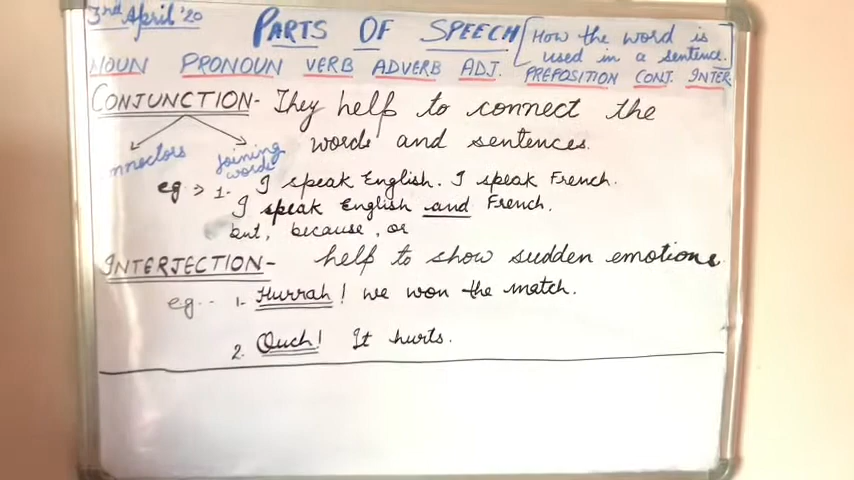 3rd April '20
PARTS OF SPEECH
How the word is
used in a sentence.
NOUN PRONOUN VERB ADVERB ADJ. PREPOSITION CONJ. INTER.
CONJUNCTION- They help to connect the
words and sentences.
connectors joining
words
eg > 1. I speak English. I speak French.
I speak English and French.
but, because, or
INTERJECTION- help to show sudden emotions
eg.- 1. Hurrah! we won the match.
2. Ouch! It hurts.